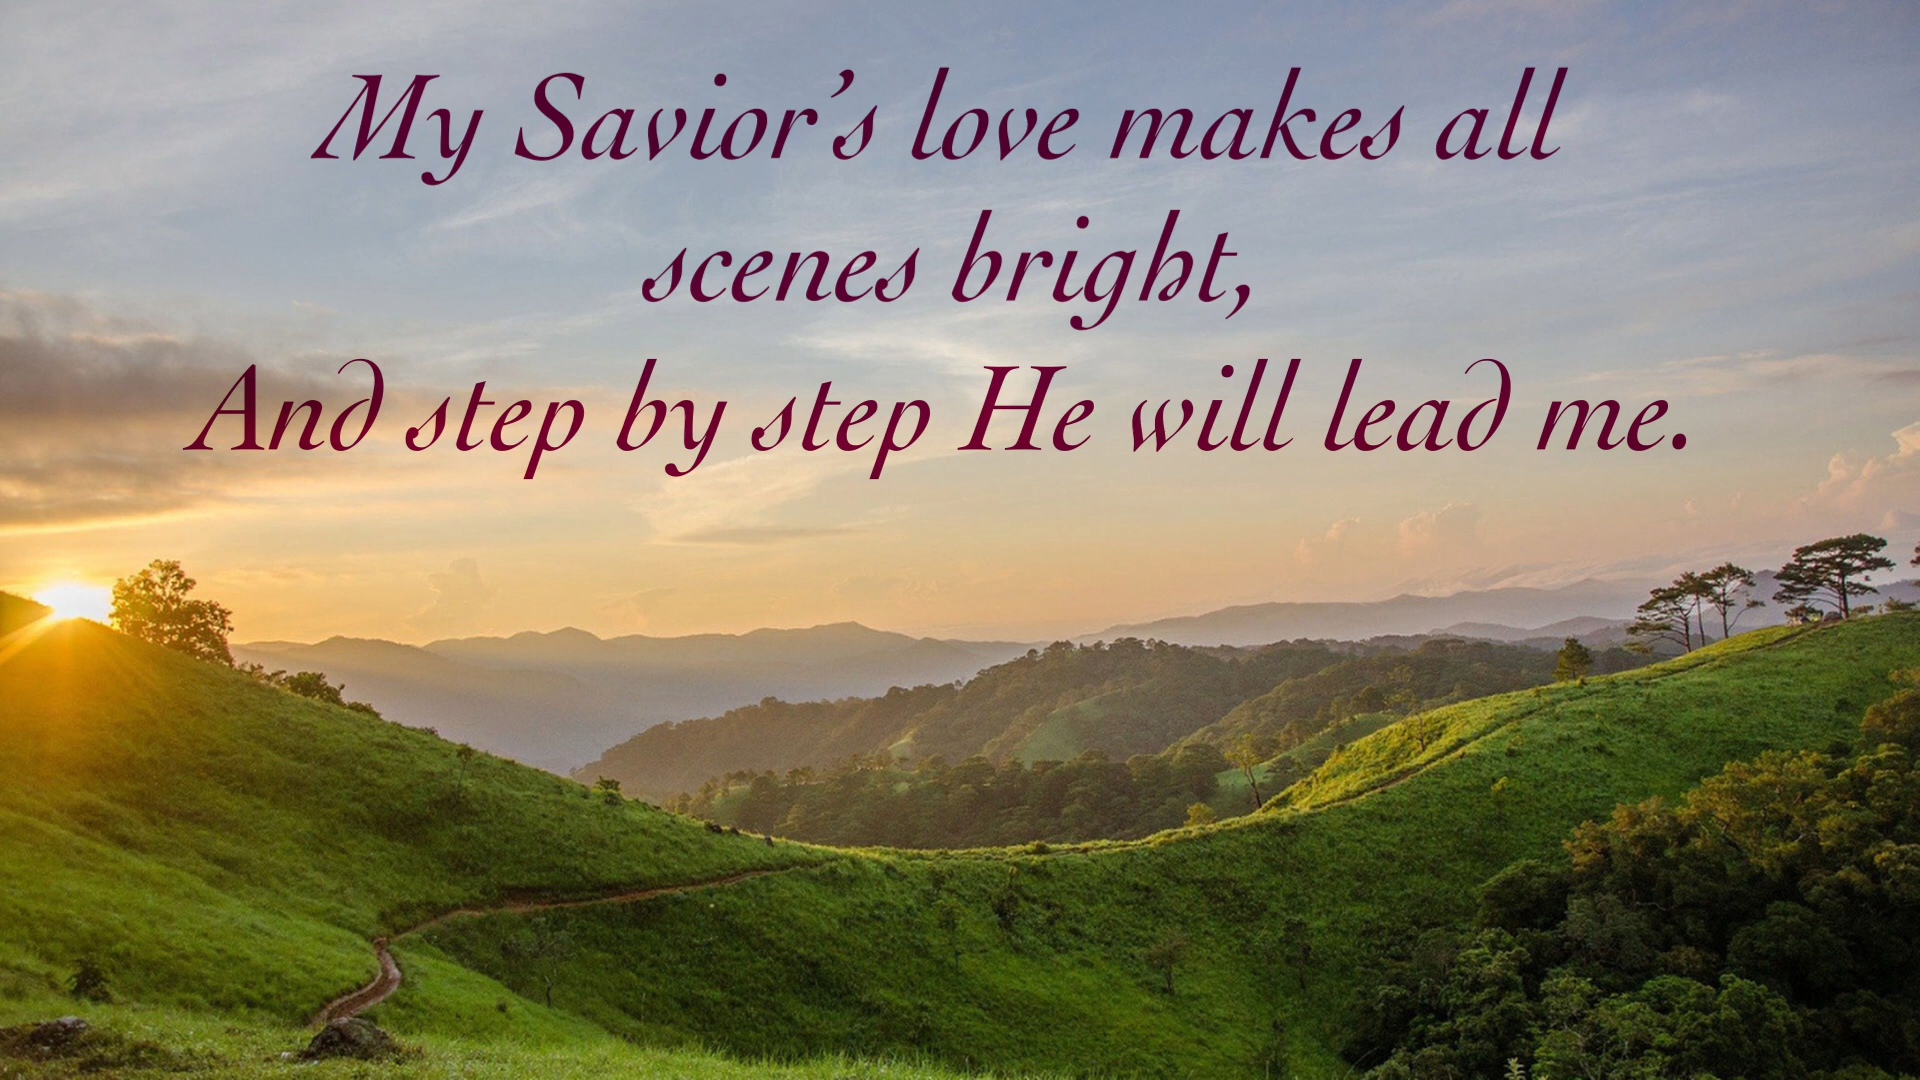 My Savior’s love makes all
scenes bright,
And step by step He will lead me.